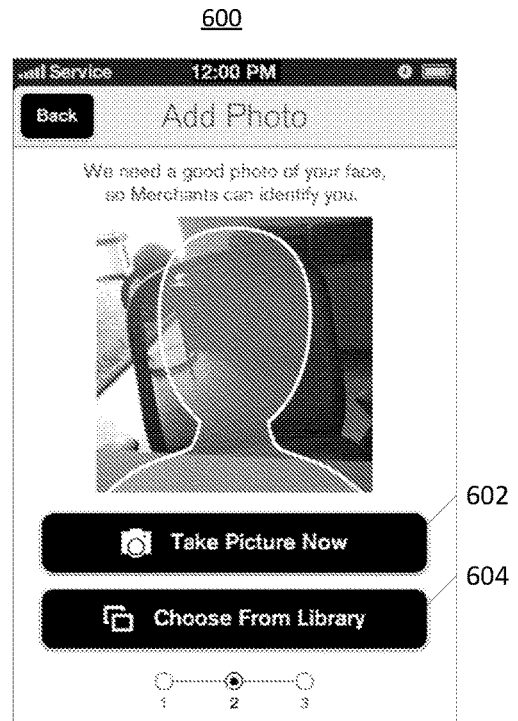 600
Service 12:00 PM
Back Add Photo
We need a good photo of your face,
so Merchants can identify you.
602
Take Picture Now
604
Choose From Library
1 2 3